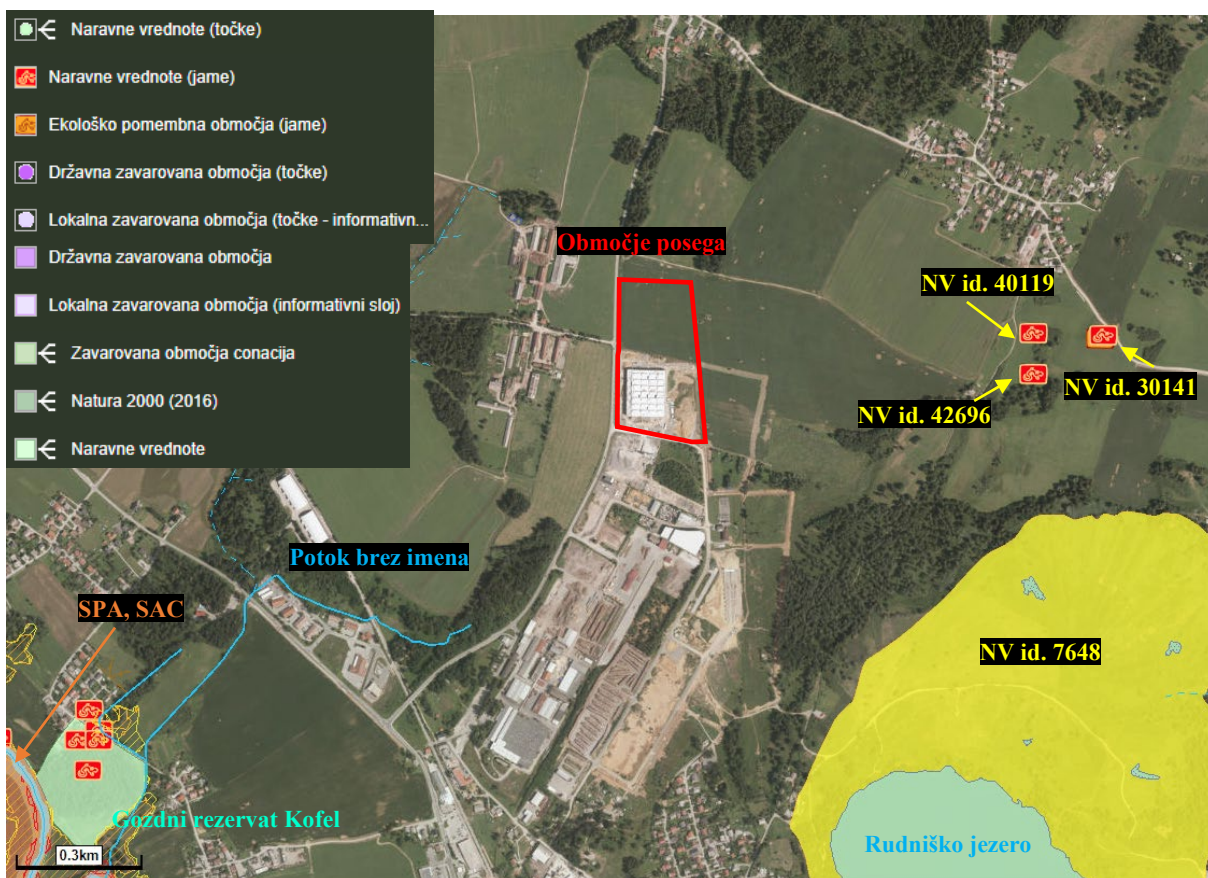 Naravne vrednote (točke)
Naravne vrednote (jame)
Ekološko pomembna območja (jame)
Državna zavarovana območja (točke)
Lokalna zavarovana območja (točke - informativn...
Državna zavarovana območja
Lokalna zavarovana območja (informativni sloj)
Zavarovana območja conacija
Natura 2000 (2016)
Naravne vrednote
Območje posega
NV id. 40119
NV id. 30141
NV id. 42696
Potok brez imena
SPA, SAC
NV id. 7648
Gozdni rezervat Kofel
Rudniško jezero
0.3km